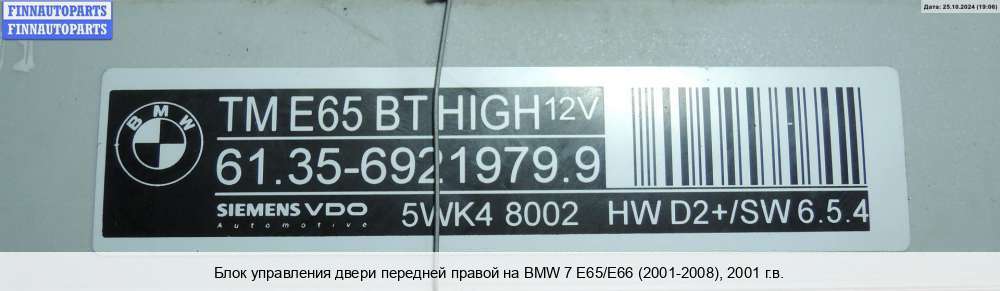 FINNAUTOPARTS
FINNAUTOPARTS
Дата: 25.10.2024 (19:06)
BMW
TM E65 BT HIGH 12V
61.35-6921979.9
SIEMENS VDO
Automotive
5WK4 8002
HW D2+/SW 6.5.4
Блок управления двери передней правой на BMW 7 E65/E66 (2001-2008), 2001 г.в.